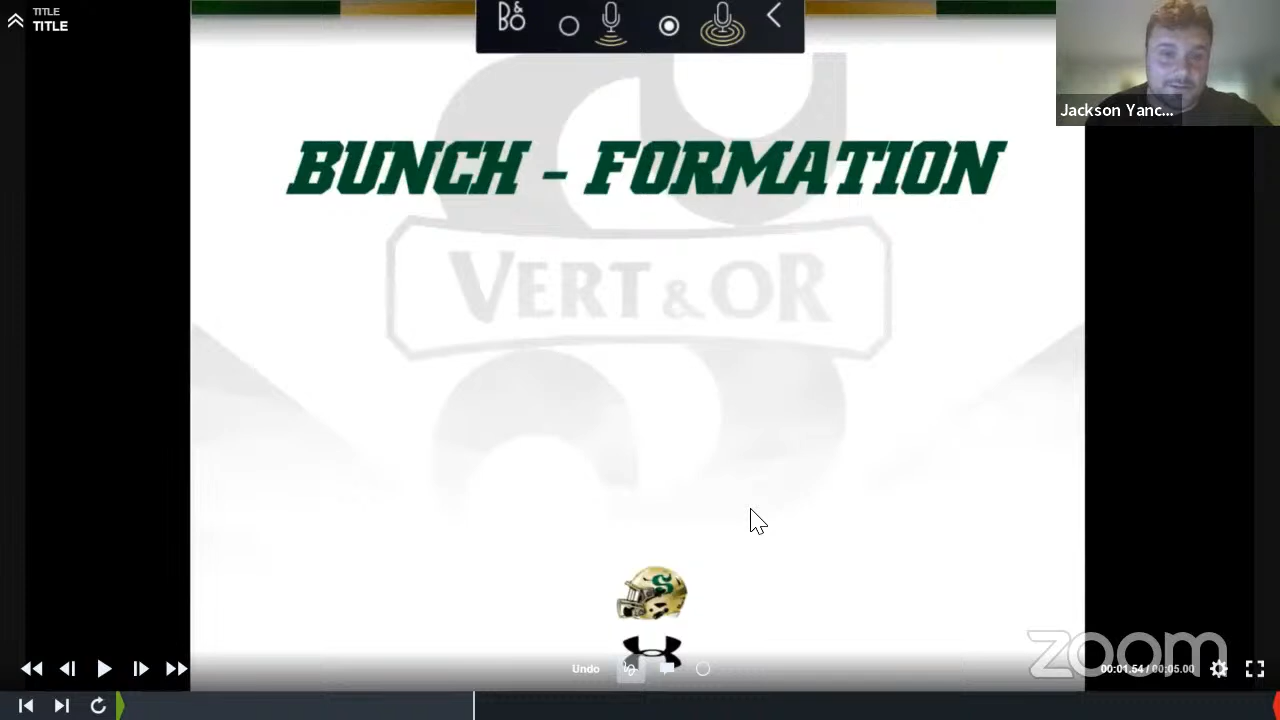 TITLE
TITLE
B&O
Jackson Yanc...
BUNCH - FORMATION
VERT & OR
S
Undo
zoom
00:01.54 / 00:05.00